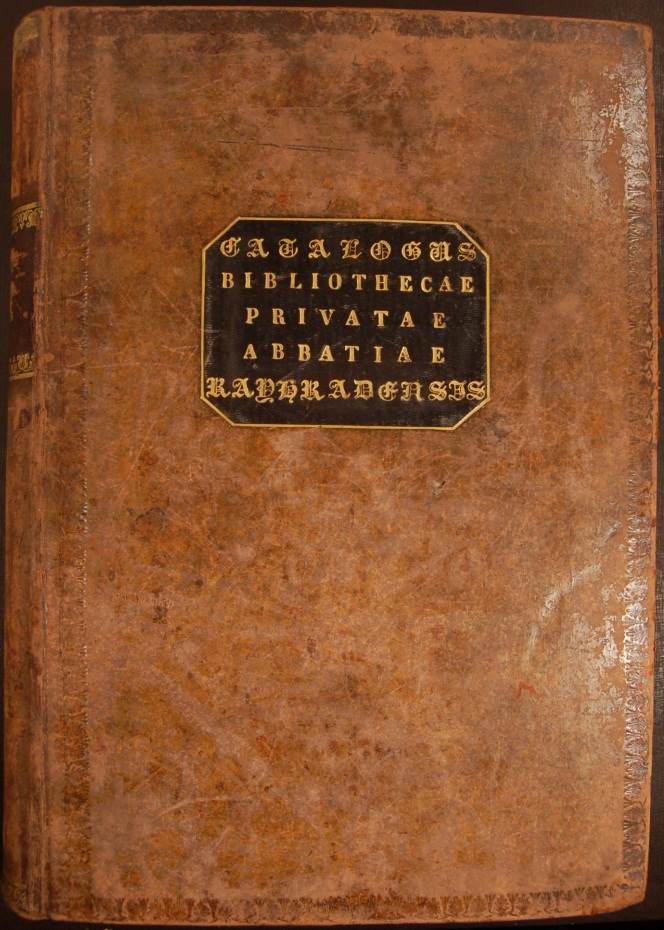 CATALOGUS
BIBLIOTHECAE
PRIVATAE
ABBATIAE
RAYHRADENSIS